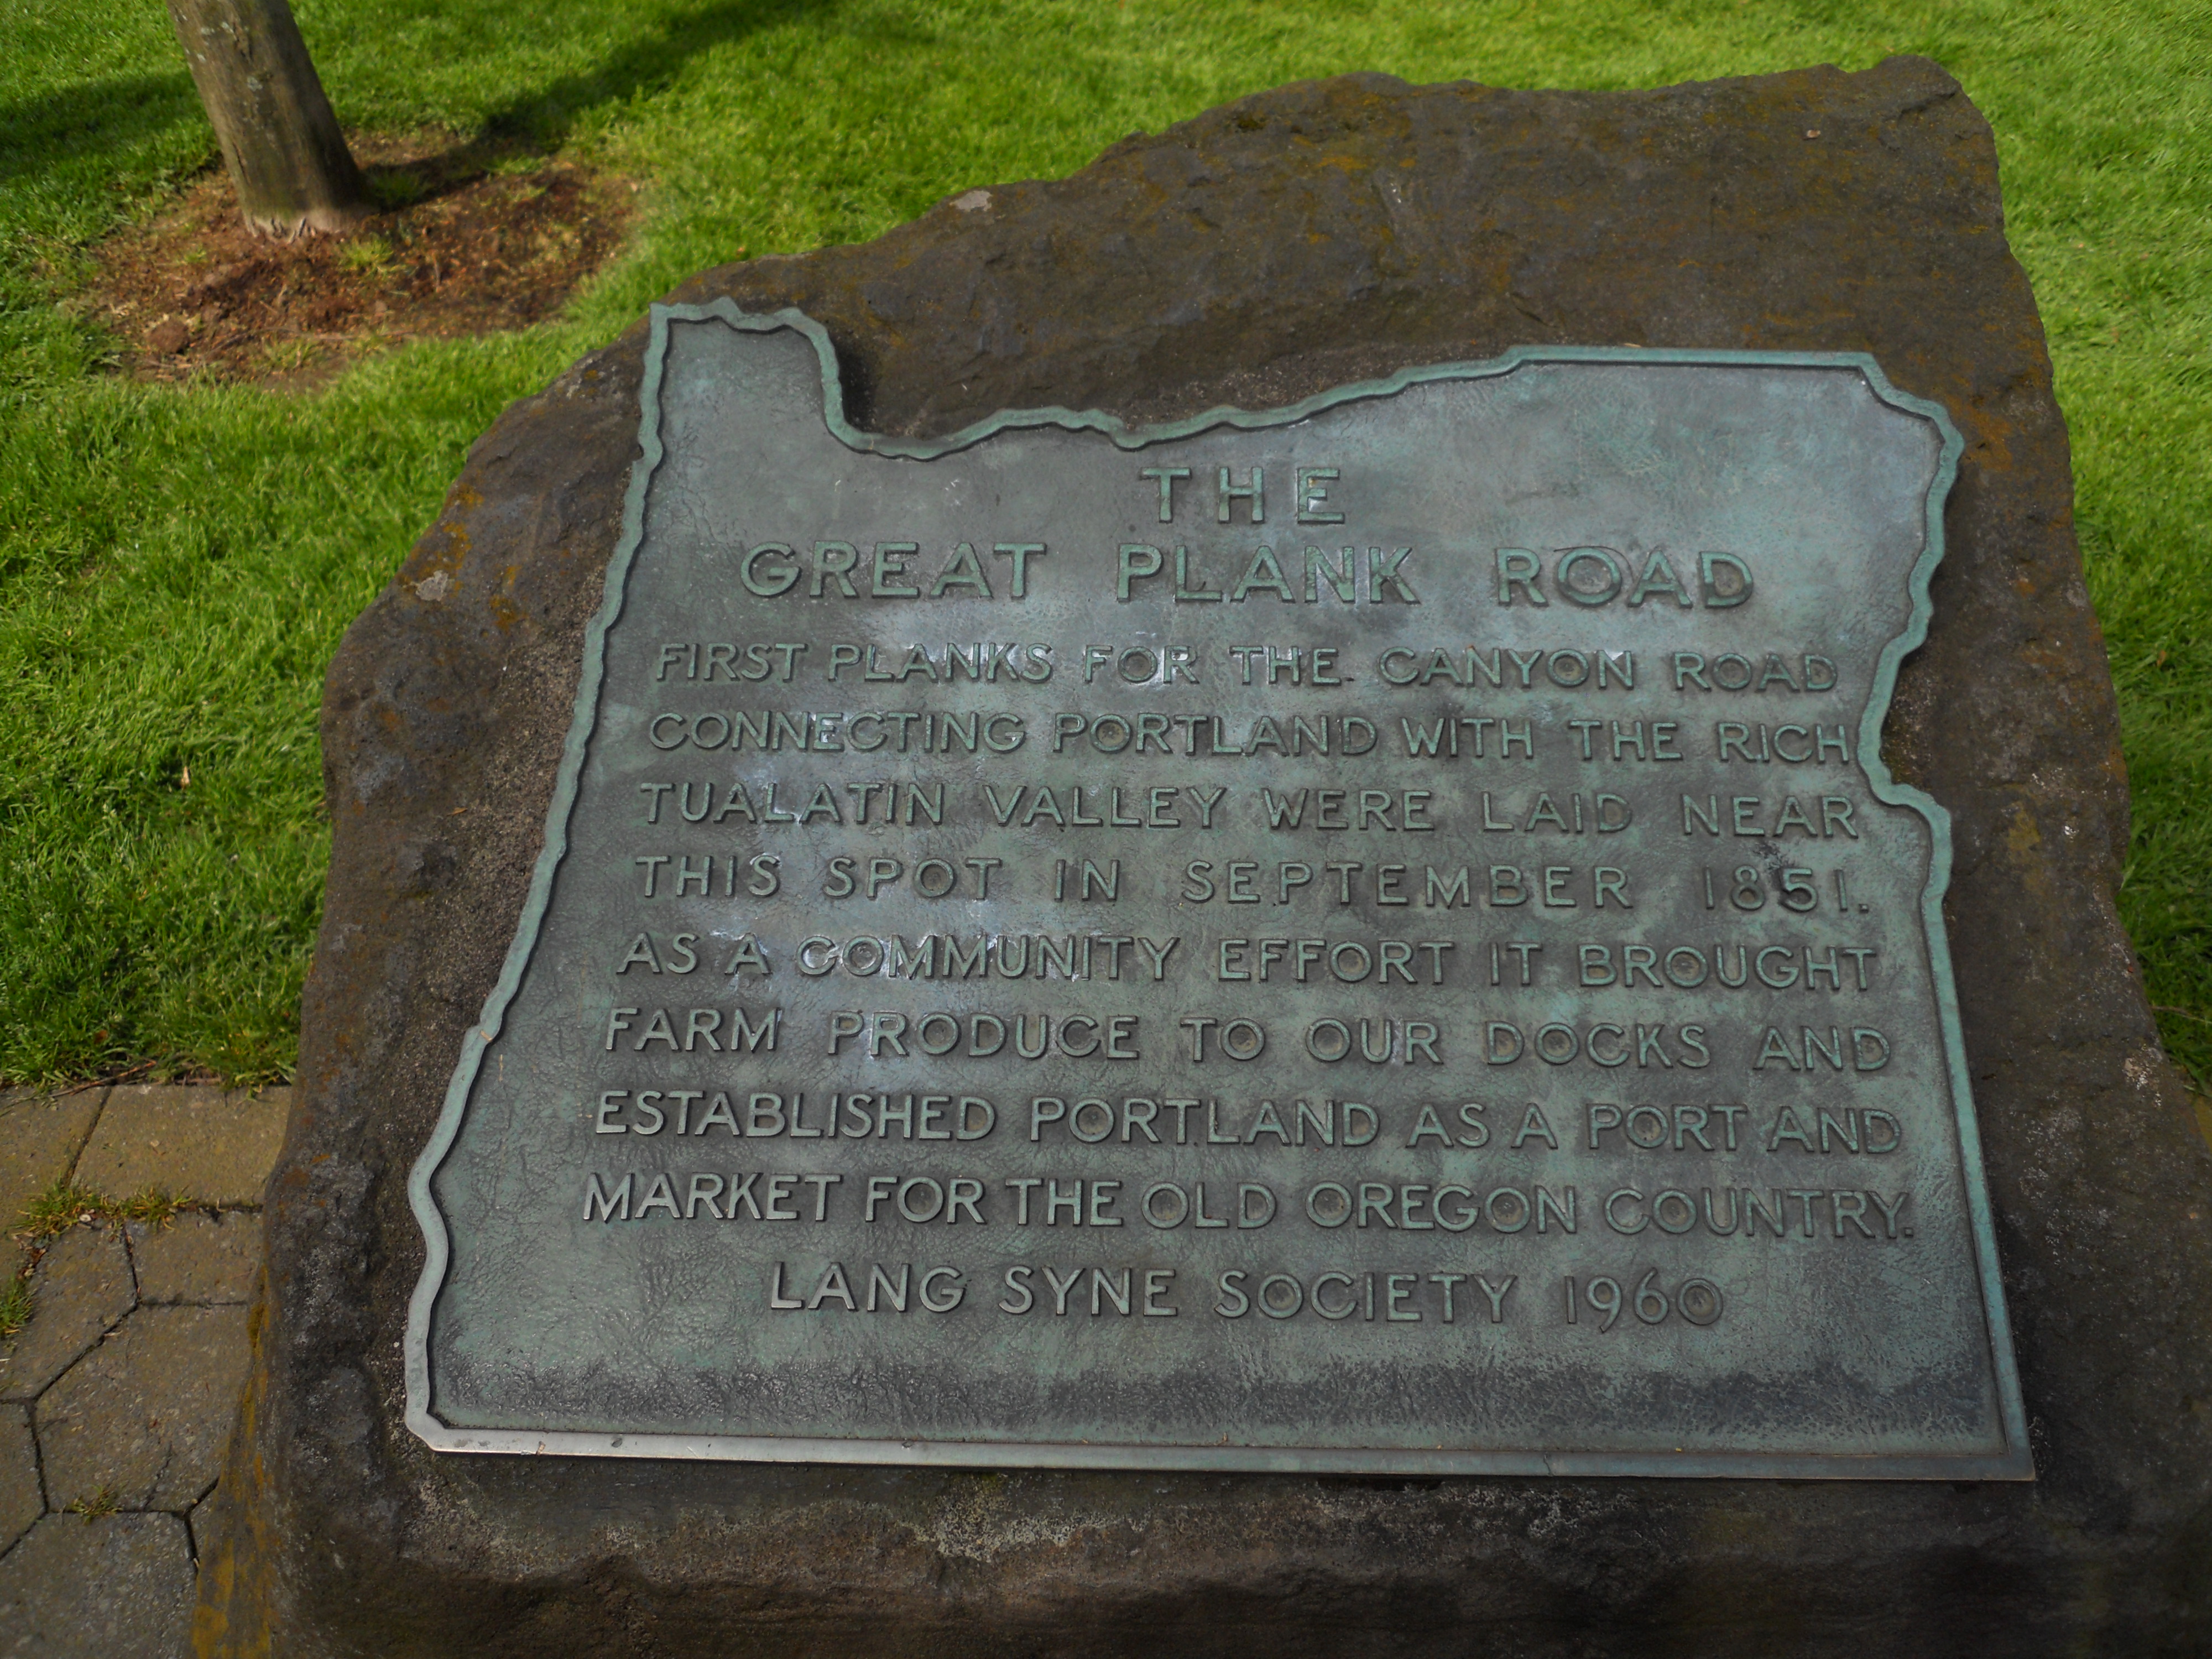 THE
GREAT PLANK ROAD
FIRST PLANKS FOR THE CANYON ROAD
CONNECTING PORTLAND WITH THE RICH
TUALATIN VALLEY WERE LAID NEAR
THIS SPOT IN SEPTEMBER 1851.
AS A COMMUNITY EFFORT IT BROUGHT
FARM PRODUCE TO OUR DOCKS AND
ESTABLISHED PORTLAND AS A PORT AND
MARKET FOR THE OLD OREGON COUNTRY.
LANG SYNE SOCIETY 1960